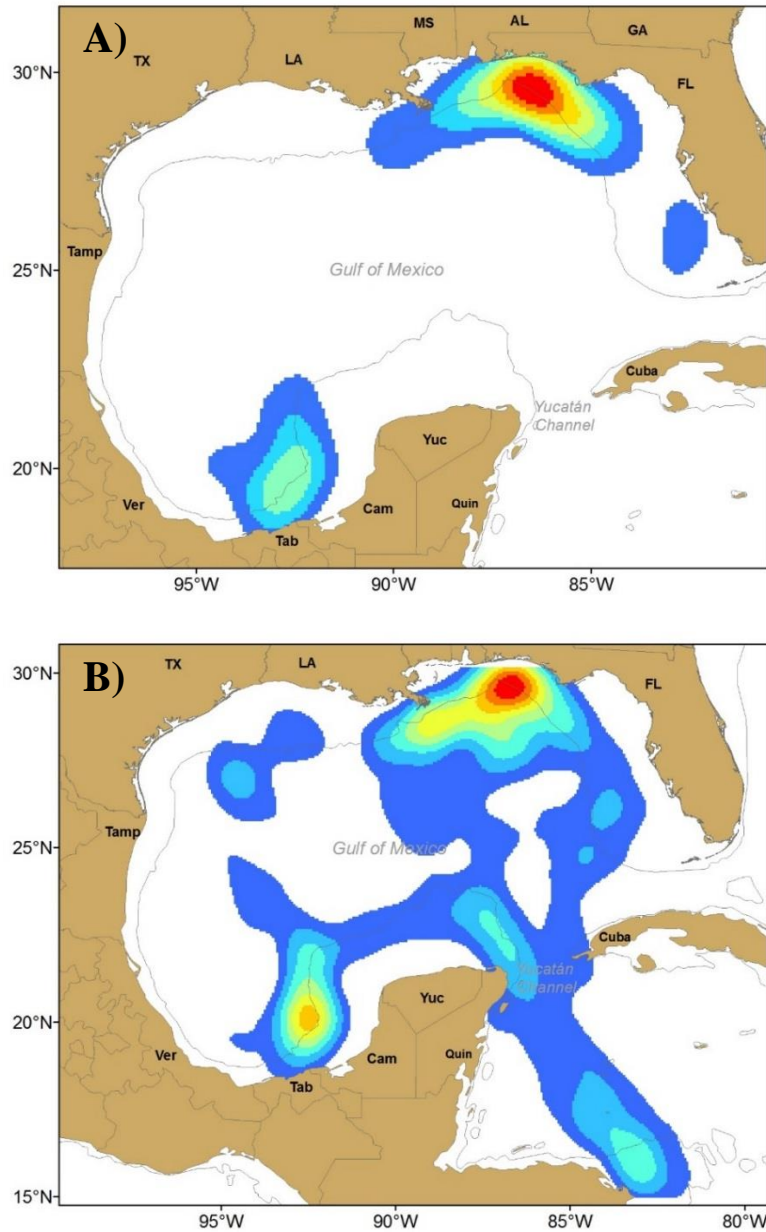 A)
MS
AL
GA
TX
LA
FL
30°N
25°N
20°N
Tamp
Gulf of Mexico
Cuba
Yucatán
Channel
Yuc
Ver
Cam
Quin
Tab
95°W
90°W
85°W
B)
TX
LA
FL
30°N
25°N
20°N
15°N
Tamp
Gulf of Mexico
Cuba
Yucatán
Channel
Yuc
Ver
Cam
Quin
Tab
95°W
90°W
85°W
80°W